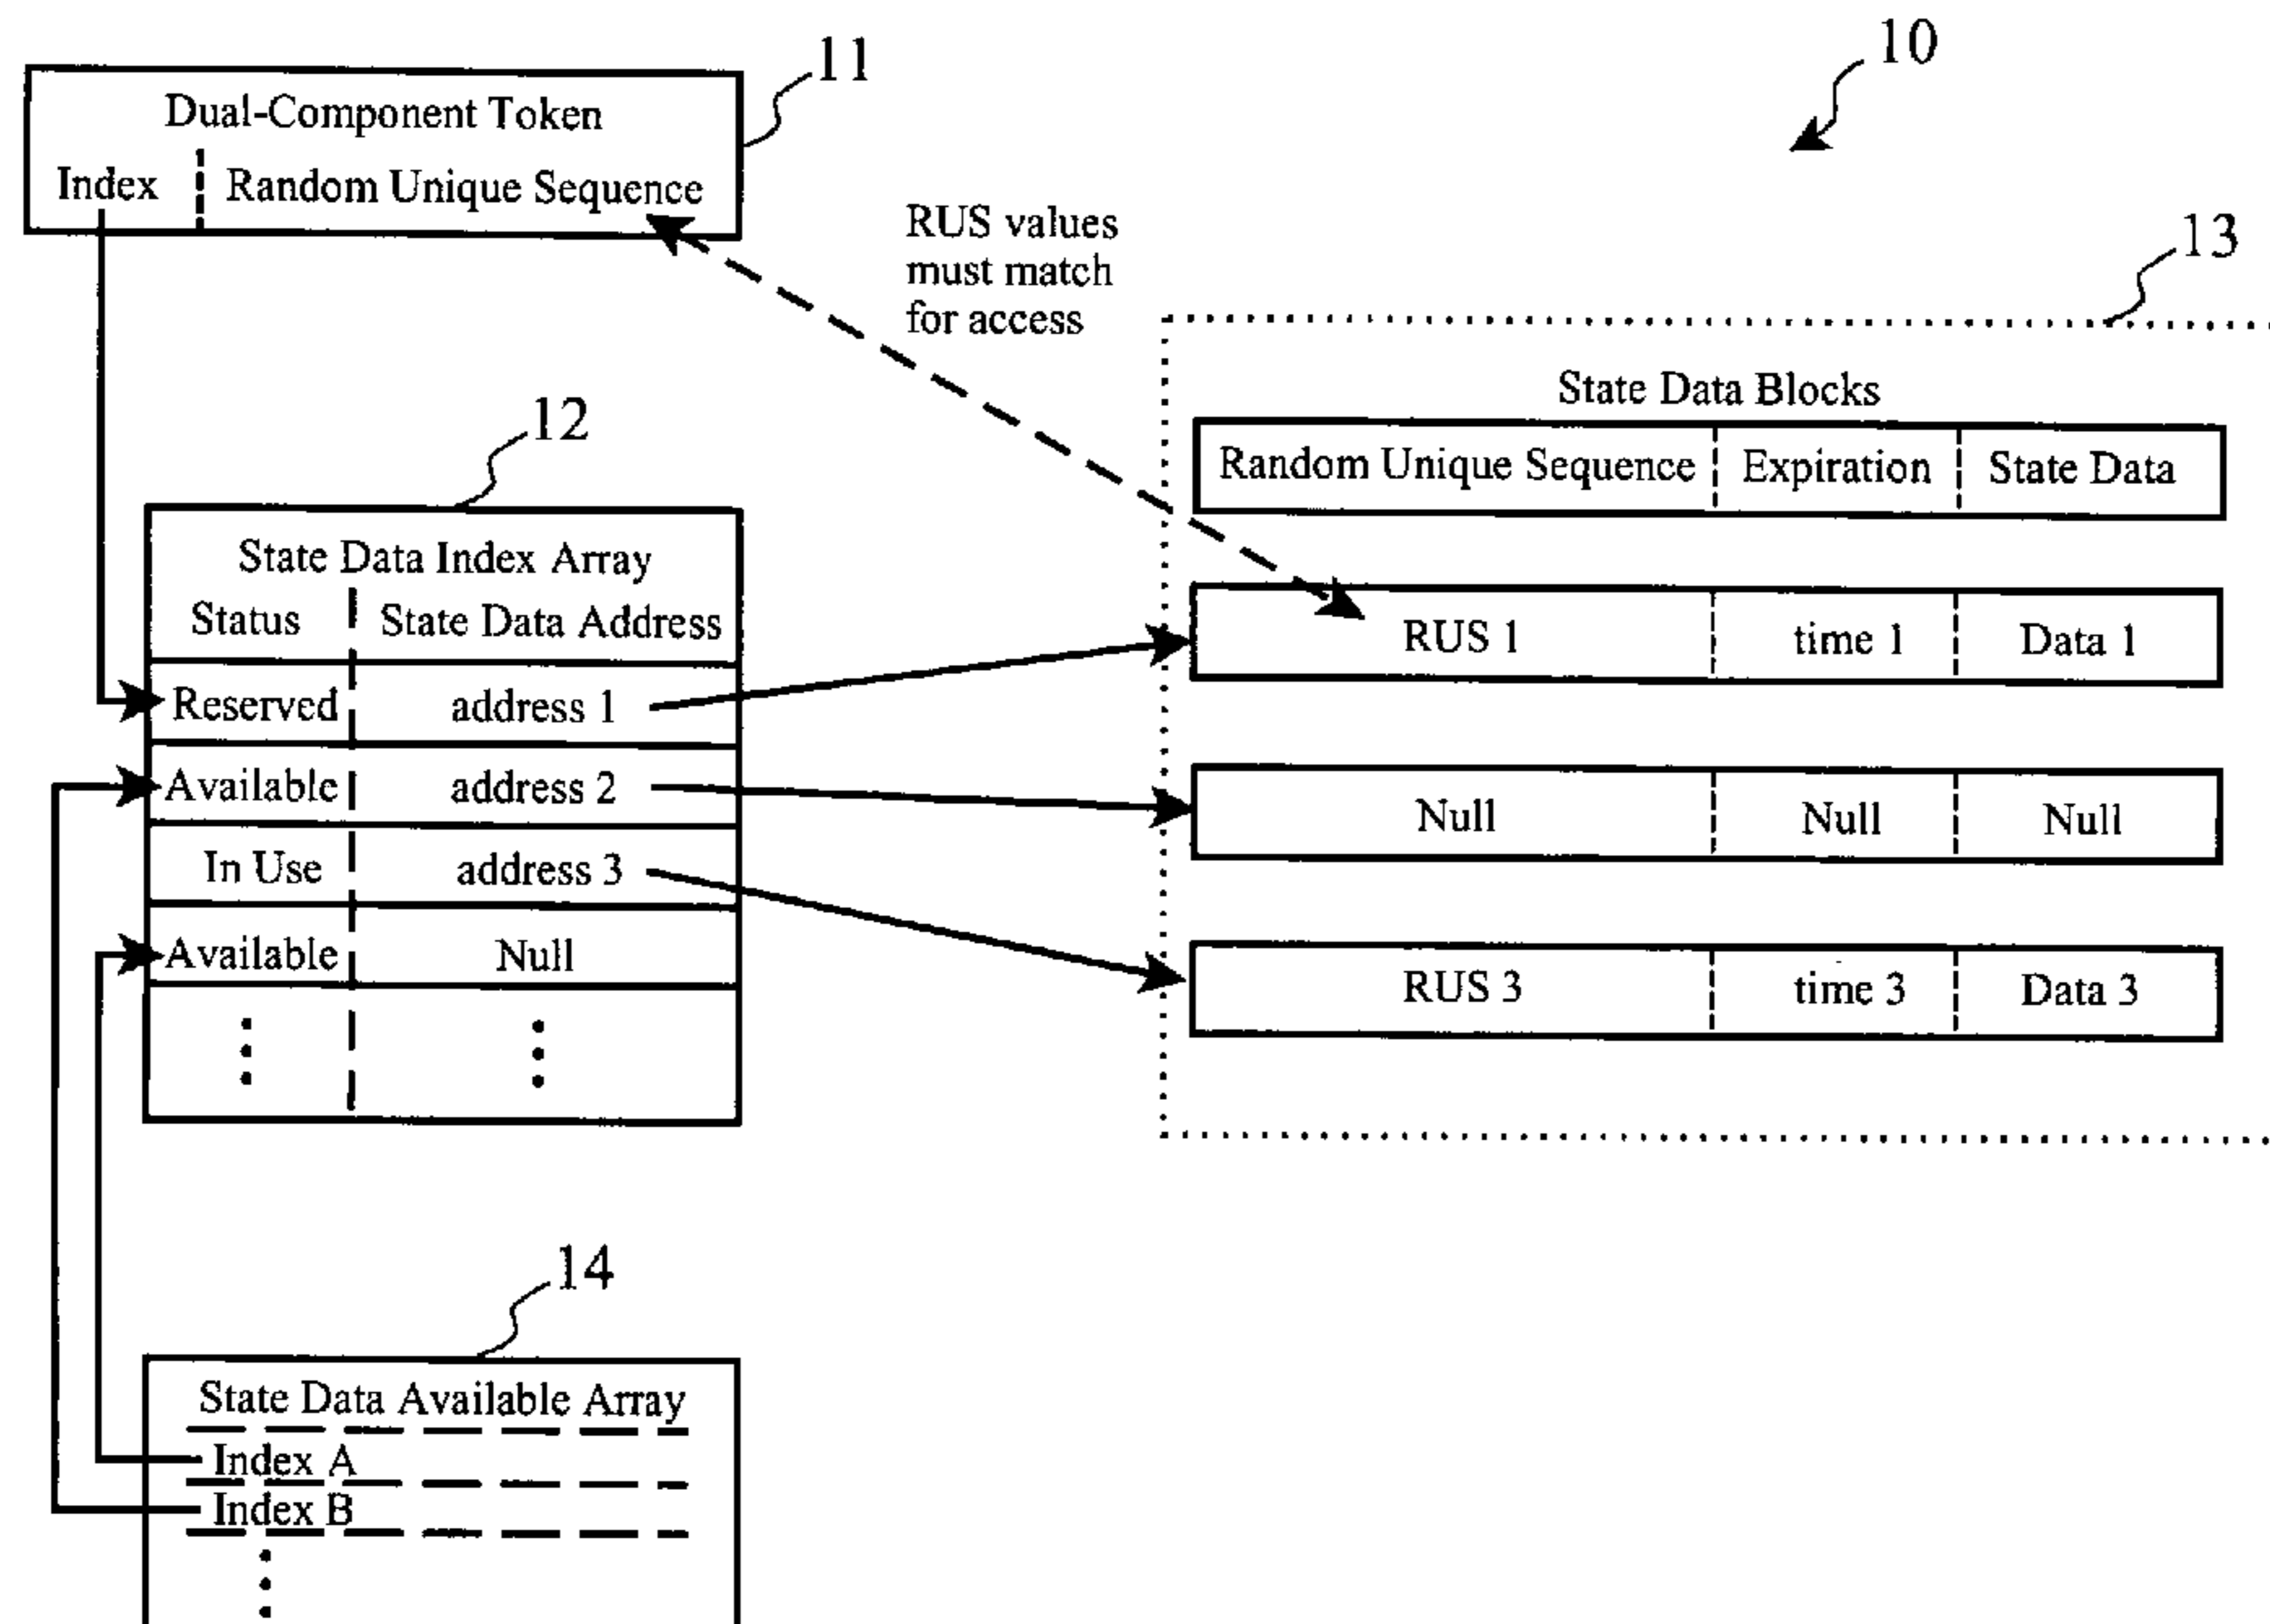 10
11
Dual-Component Token
Index Random Unique Sequence
RUS values
must match
for access
13
State Data Blocks
Random Unique Sequence Expiration State Data
RUS 1 time 1 Data 1
Null Null Null
RUS 3 time 3 Data 3
12
State Data Index Array
Status State Data Address
Reserved address 1
Available address 2
In Use address 3
Available Null
14
State Data Available Array
Index A
Index B